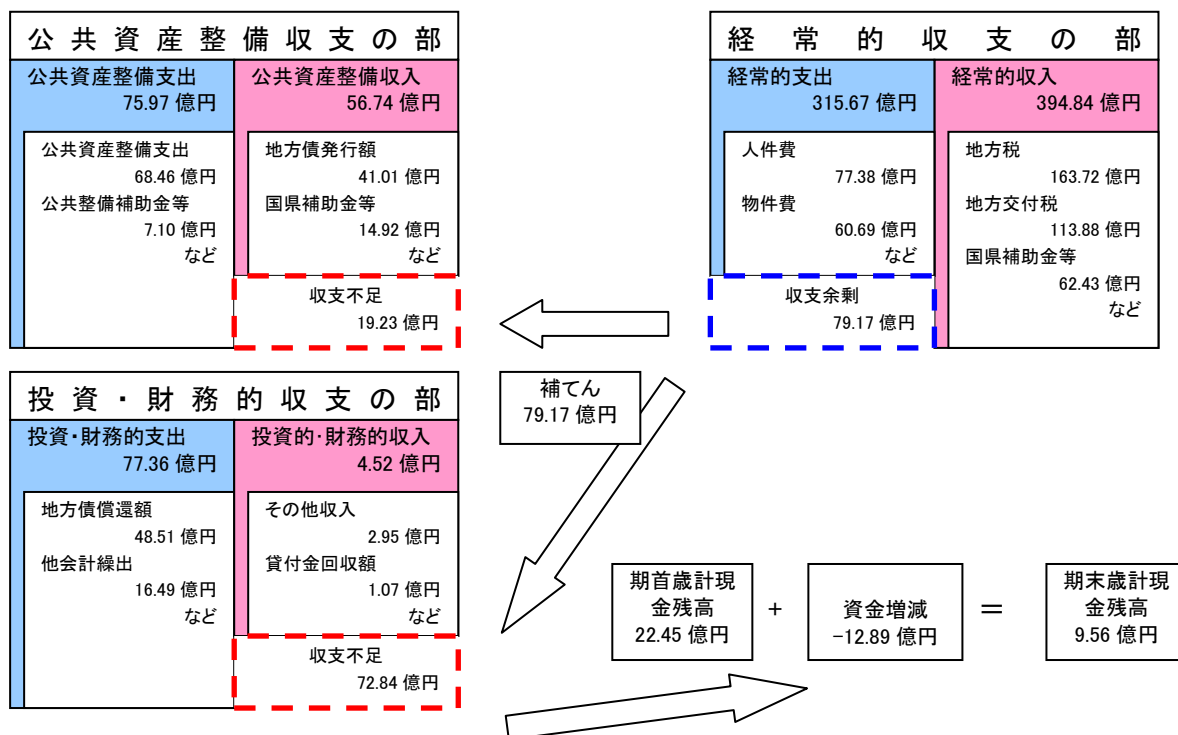 公共資産整備収支の部
公共資産整備支出
75.97 億円
公共資産整備収入
56.74 億円
公共資産整備支出
68.46 億円
公共整備補助金等
7.10 億円
など
地方債発行額
41.01 億円
国県補助金等
14.92 億円
など
収支不足
19.23 億円
経常的収支の部
経常的支出
315.67 億円
経常的収入
394.84 億円
人件費
77.38 億円
物件費
60.69 億円
など
収支余剰
79.17 億円
地方税
163.72 億円
地方交付税
113.88 億円
国県補助金等
62.43 億円
など
補てん
79.17 億円
投資・財務的収支の部
投資・財務的支出
77.36 億円
投資的・財務的収入
4.52 億円
地方債償還額
48.51 億円
他会計繰出
16.49 億円
など
その他収入
2.95 億円
貸付金回収額
1.07 億円
など
収支不足
72.84 億円
期首歳計現
金残高
22.45 億円
+
資金増減
-12.89 億円
＝
期末歳計現
金残高
9.56 億円